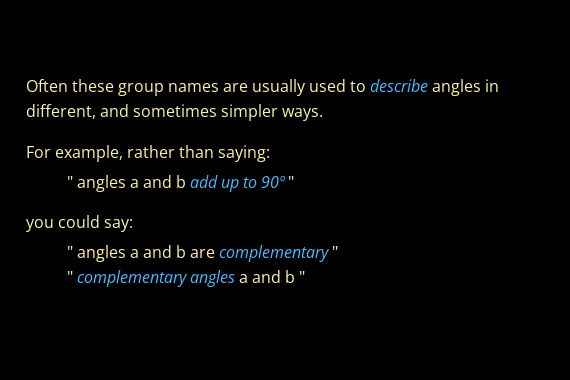 Often these group names are usually used to describe angles in
different, and sometimes simpler ways.
For example, rather than saying:
" angles a and b add up to 90° "
you could say:
" angles a and b are complementary "
" complementary angles a and b "